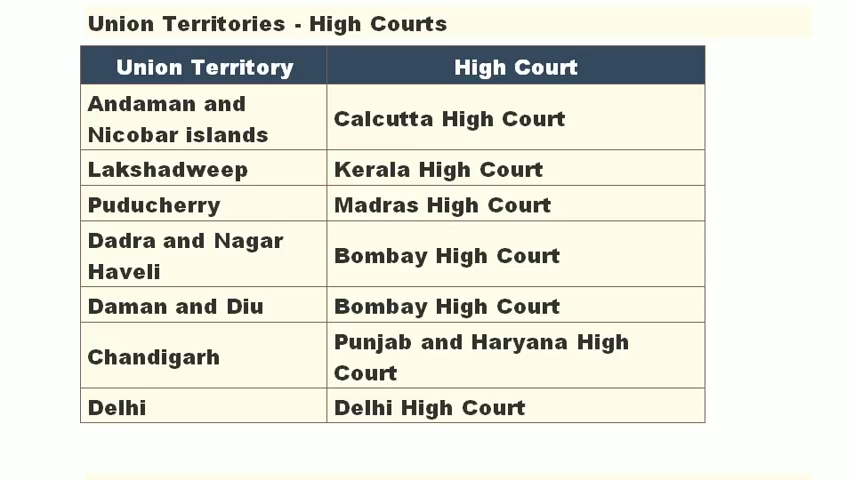 Union Territories - High Courts
Union Territory High Court
Andaman and
Nicobar islands
Calcutta High Court
Lakshadweep Kerala High Court
Puducherry Madras High Court
Dadra and Nagar
Haveli
Bombay High Court
Daman and Diu Bombay High Court
Chandigarh
Punjab and Haryana High
Court
Delhi Delhi High Court